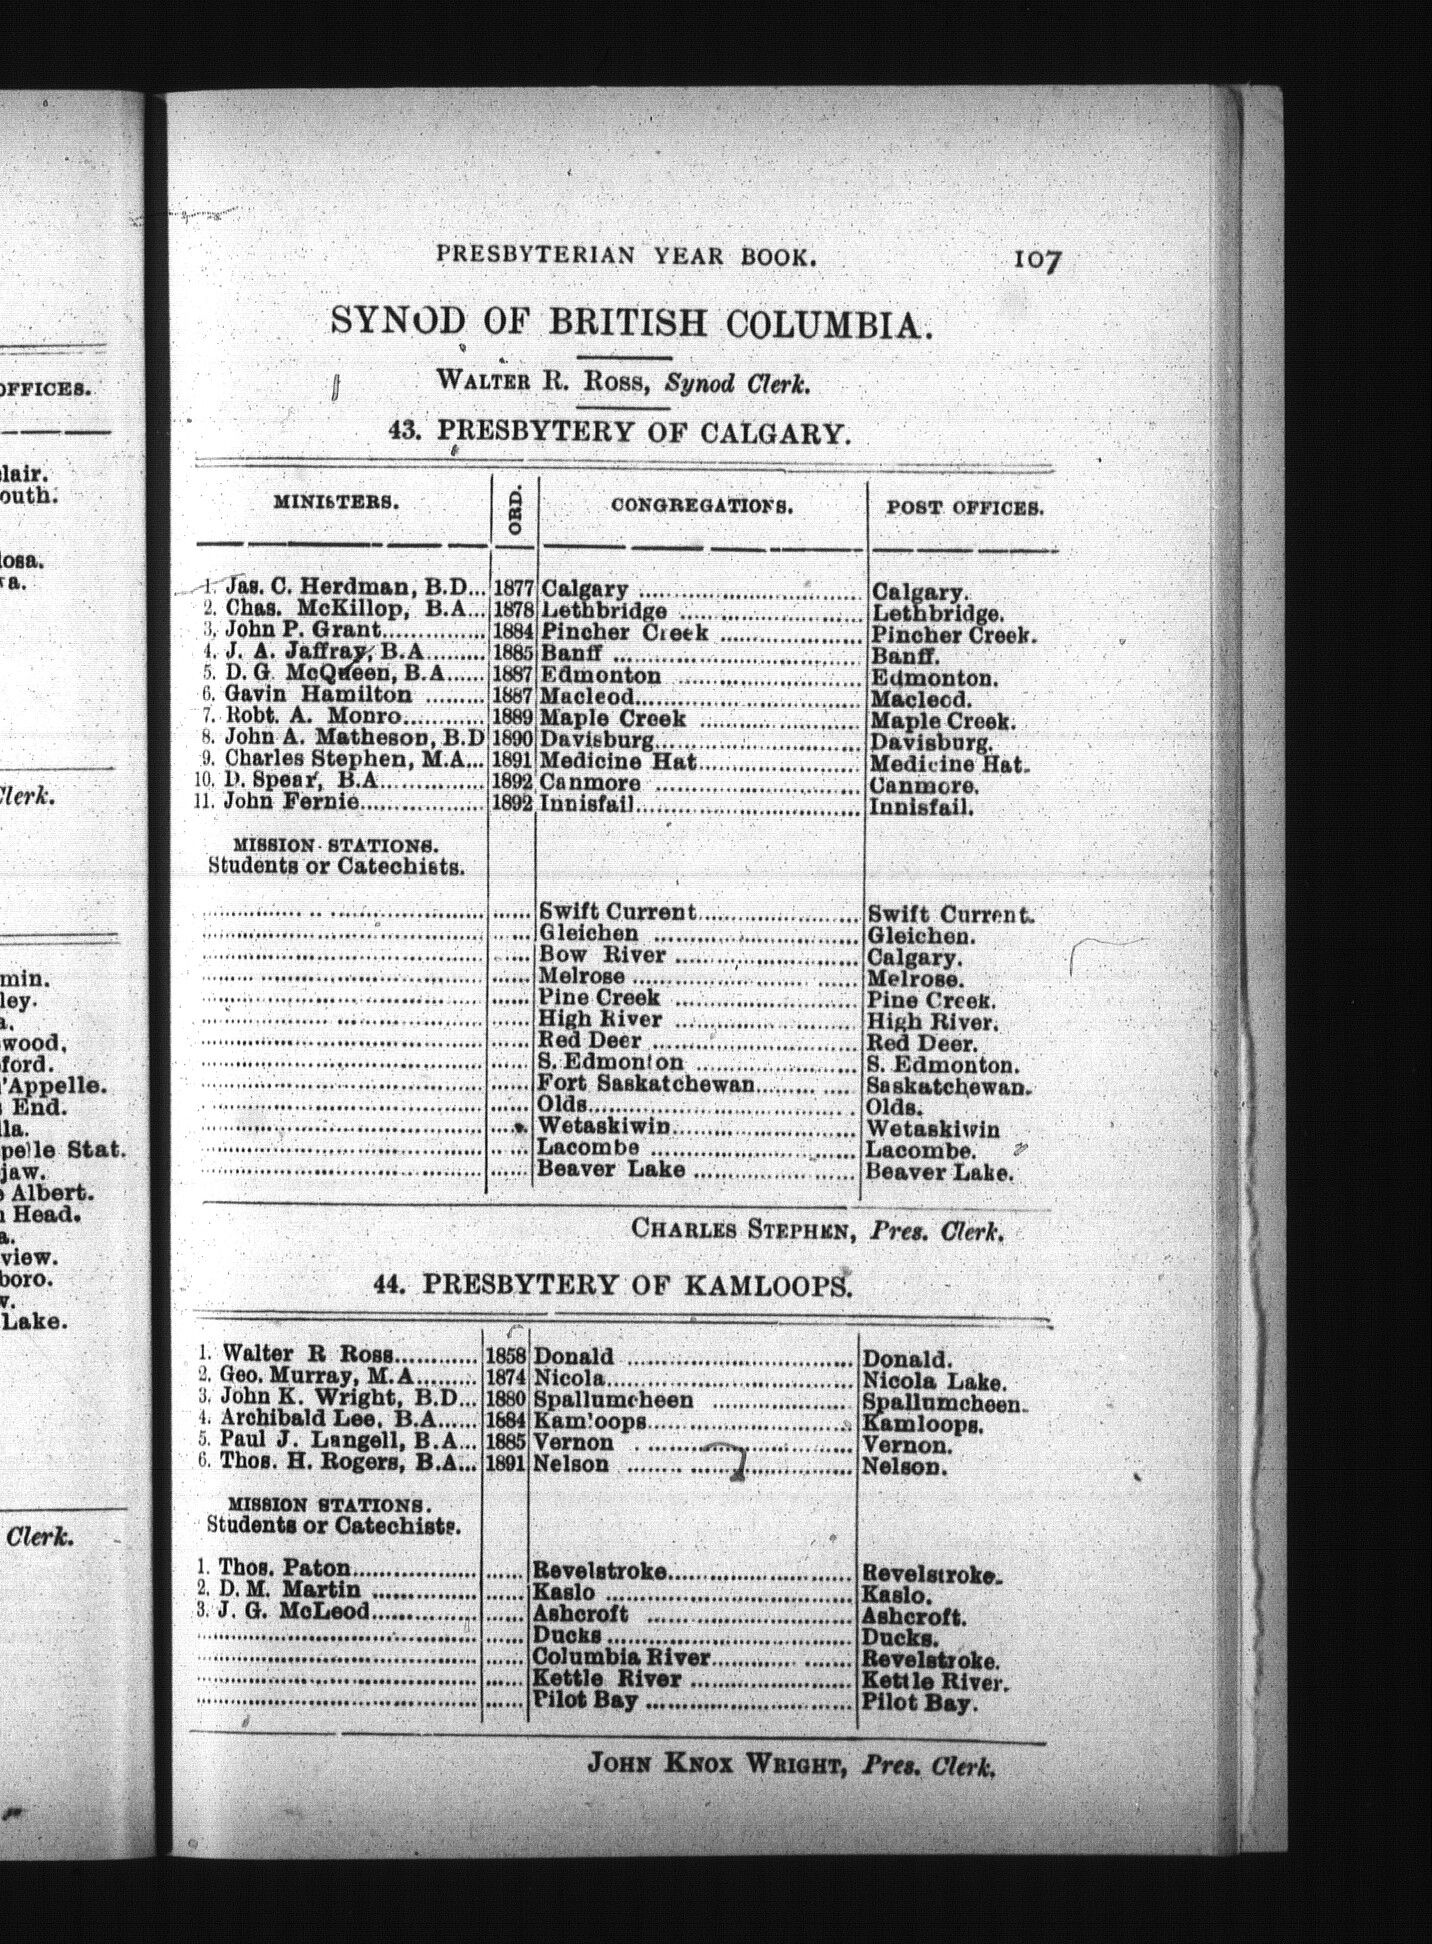 PRESBYTERIAN YEAR BOOK. 107
SYNOD OF BRITISH COLUMBIA.
WALTER R. ROSS, Synod Clerk.
43. PRESBYTERY OF CALGARY.
MINISTERS. ORD. CONGREGATIONS. POST OFFICES.
1. Jas. C. Herdman, B.D... 1877 Calgary ........ Calgary.
2. Chas. McKillop, B.A... 1878 Lethbridge ........ Lethbridge.
3. John P. Grant........ 1884 Pincher Creek ........ Pincher Creek.
4. J. A. Jaffray, B.A........ 1885 Banff ........ Banff.
5. D. G McQueen, B.A...... 1887 Edmonton ........ Edmonton.
6. Gavin Hamilton ........ 1887 Macleod........ Macleod.
7. Robt. A. Monro........ 1889 Maple Creek ........ Maple Creek.
8. John A. Matheson, B.D 1890 Davisburg........ Davisburg.
9. Charles Stephen, M.A... 1891 Medicine Hat........ Medicine Hat.
10. D. Spear, B.A........ 1892 Canmore ........ Canmore.
11. John Fernie........ 1892 Innisfail........ Innisfail.
MISSION STATIONS.
Students or Catechists.
........ Swift Current........ Swift Current.
........ Gleichen ........ Gleichen.
........ Bow River ........ Calgary.
........ Melrose ........ Melrose.
........ Pine Creek ........ Pine Creek.
........ High River ........ High River.
........ Red Deer ........ Red Deer.
........ S. Edmonton ........ S. Edmonton.
........ Fort Saskatchewan........ Saskatchewan.
........ Olds........ Olds.
........ Wetaskiwin........ Wetaskiwin
........ Lacombe ........ Lacombe.
........ Beaver Lake ........ Beaver Lake.
CHARLES STEPHEN, Pres. Clerk.
44. PRESBYTERY OF KAMLOOPS.
1. Walter R Ross........ 1858 Donald ........ Donald.
2. Geo. Murray, M.A........ 1874 Nicola........ Nicola Lake.
3. John K. Wright, B.D... 1880 Spallumcheen ........ Spallumcheen.
4. Archibald Lee, B.A...... 1884 Kamloops........ Kamloops.
5. Paul J. Langell, B.A... 1885 Vernon ........ Vernon.
6. Thos. H. Rogers, B.A... 1891 Nelson ........ Nelson.
MISSION STATIONS.
Students or Catechists.
1. Thos. Paton........ Revelstroke........ Revelstroke.
2. D. M. Martin ........ Kaslo ........ Kaslo.
3. J. G. McLeod........ Ashcroft ........ Ashcroft.
........ Ducks ........ Ducks.
........ Columbia River........ Revelstroke.
........ Kettle River ........ Kettle River.
........ Pilot Bay ........ Pilot Bay.
JOHN KNOX WRIGHT, Pres. Clerk.